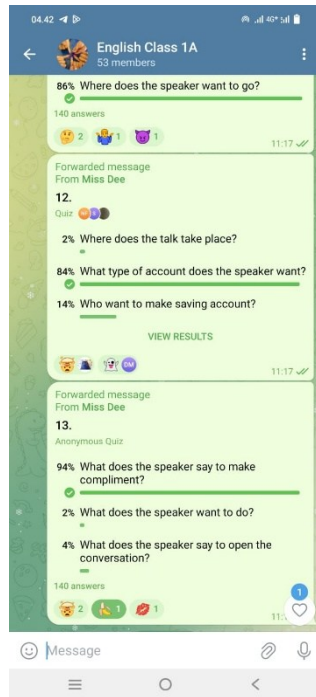 04.42
4G+
English Class 1A
53 members
86% Where does the speaker want to go?
140 answers
2 1 1
11:17
Forwarded message
From Miss Dee
12.
Quiz
2% Where does the talk take place?
84% What type of account does the speaker want?
14% Who want to make saving account?
VIEW RESULTS
DM
11:17
Forwarded message
From Miss Dee
13.
Anonymous Quiz
94% What does the speaker say to make
compliment?
2% What does the speaker want to do?
4% What does the speaker say to open the
conversation?
140 answers
2 1 1
1
Message